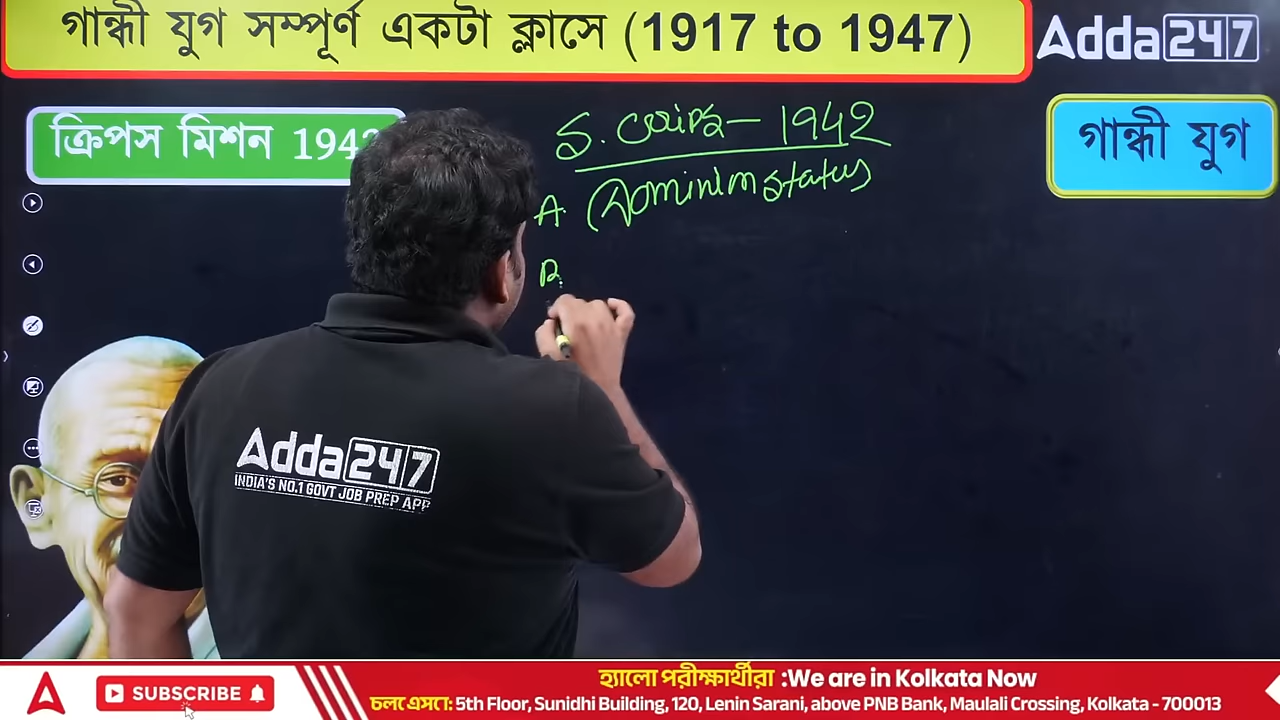 গান্ধী যুগ সম্পূর্ণ একটা ক্লাসে (1917 to 1947)
Adda247
ক্রিপস মিশন 1942
গান্ধী যুগ
S. Crips - 1942
A. Dominion status
B.
Adda247
INDIA'S NO.1 GOVT JOB PREP APP
SUBSCRIBE
হ্যালো পরীক্ষার্থীরা :We are in Kolkata Now
চলে এসো: 5th Floor, Sunidhi Building, 120, Lenin Sarani, above PNB Bank, Maulali Crossing, Kolkata - 700013